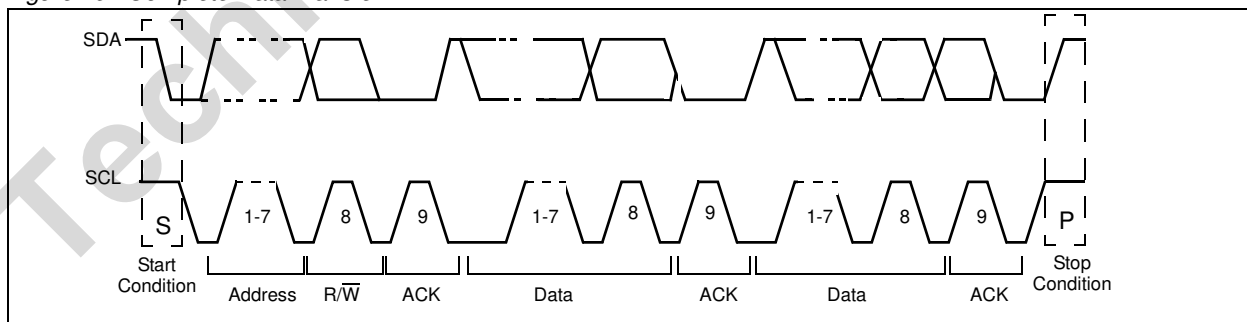 SDA
SCL
S
1-7
8
9
1-7
8
9
1-7
8
9
P
Start
Condition
Address
R/W̅
ACK
Data
ACK
Data
ACK
Stop
Condition
Techn